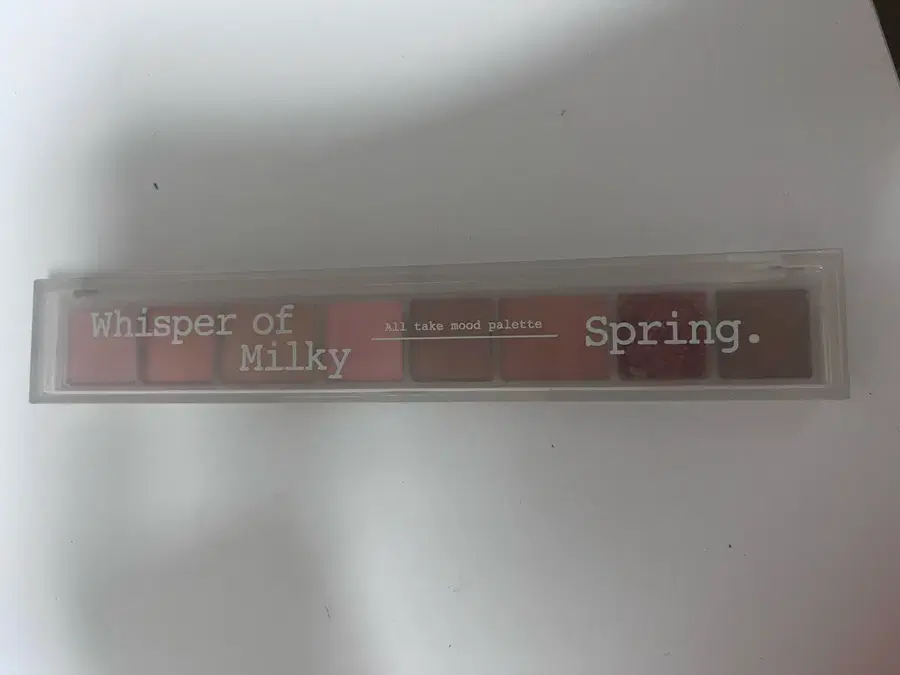 Whisper of
Milky
All take mood palette
Spring.